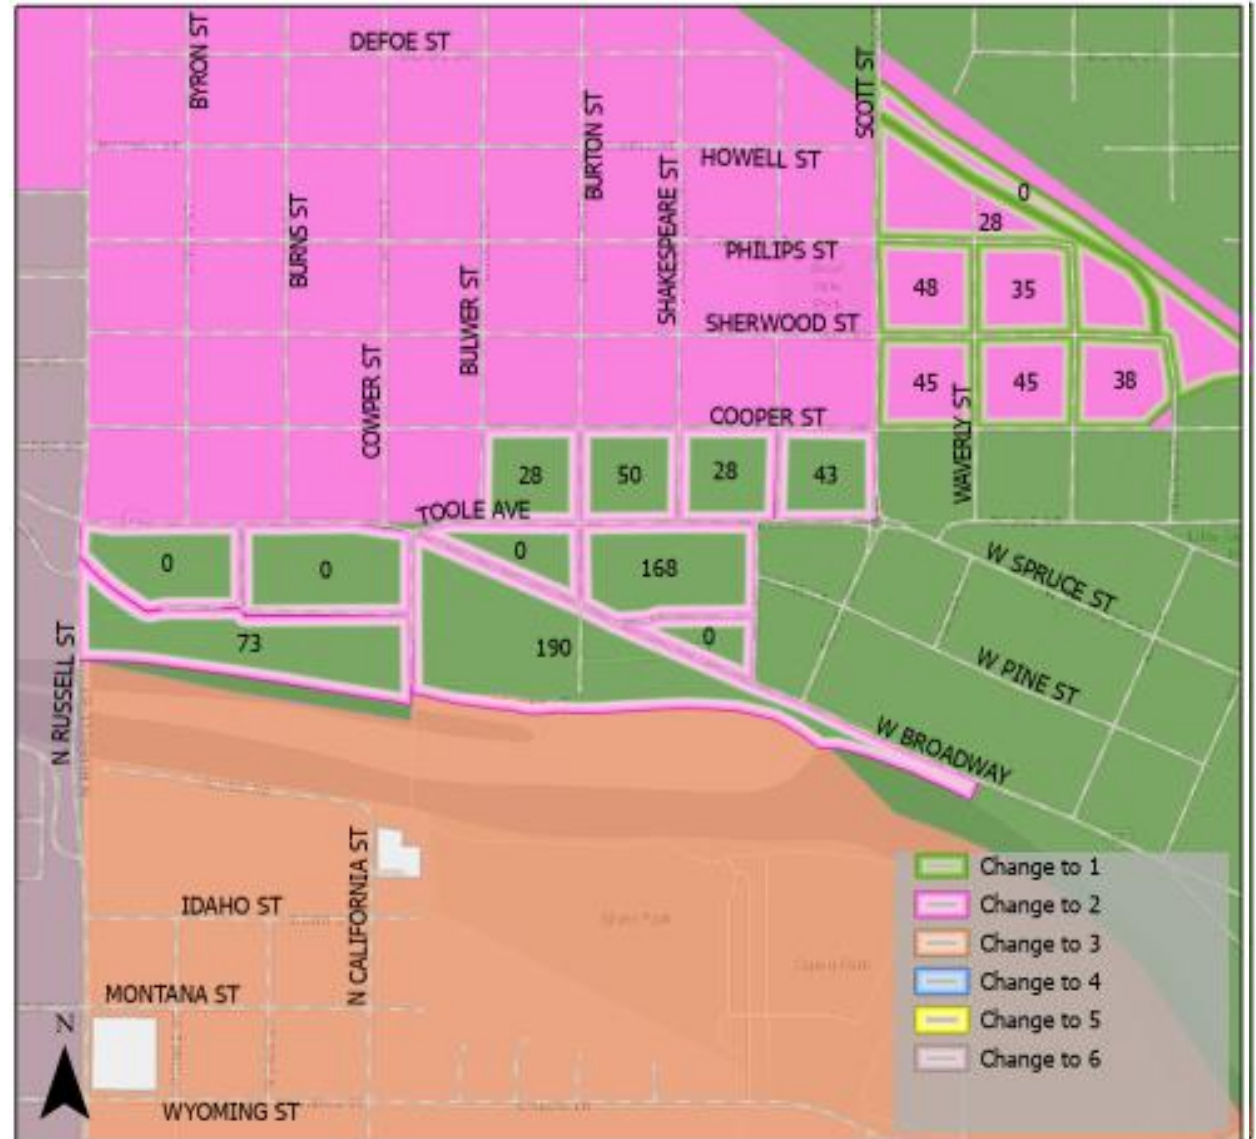 BYRON ST
DEFOE ST
SCOTT ST
BURTON ST
HOWELL ST
SHAKESPEARE ST
0
BURNS ST
28
PHILIPS ST
BULWER ST
48
35
SHERWOOD ST
COWPER ST
45
45
38
WAVERLY ST
COOPER ST
28
50
28
43
TOOLE AVE
0
0
0
168
W SPRUCE ST
73
190
0
W PINE ST
N RUSSELL ST
W BROADWAY
N CALIFORNIA ST
IDAHO ST
MONTANA ST
WYOMING ST
N
Change to 1
Change to 2
Change to 3
Change to 4
Change to 5
Change to 6